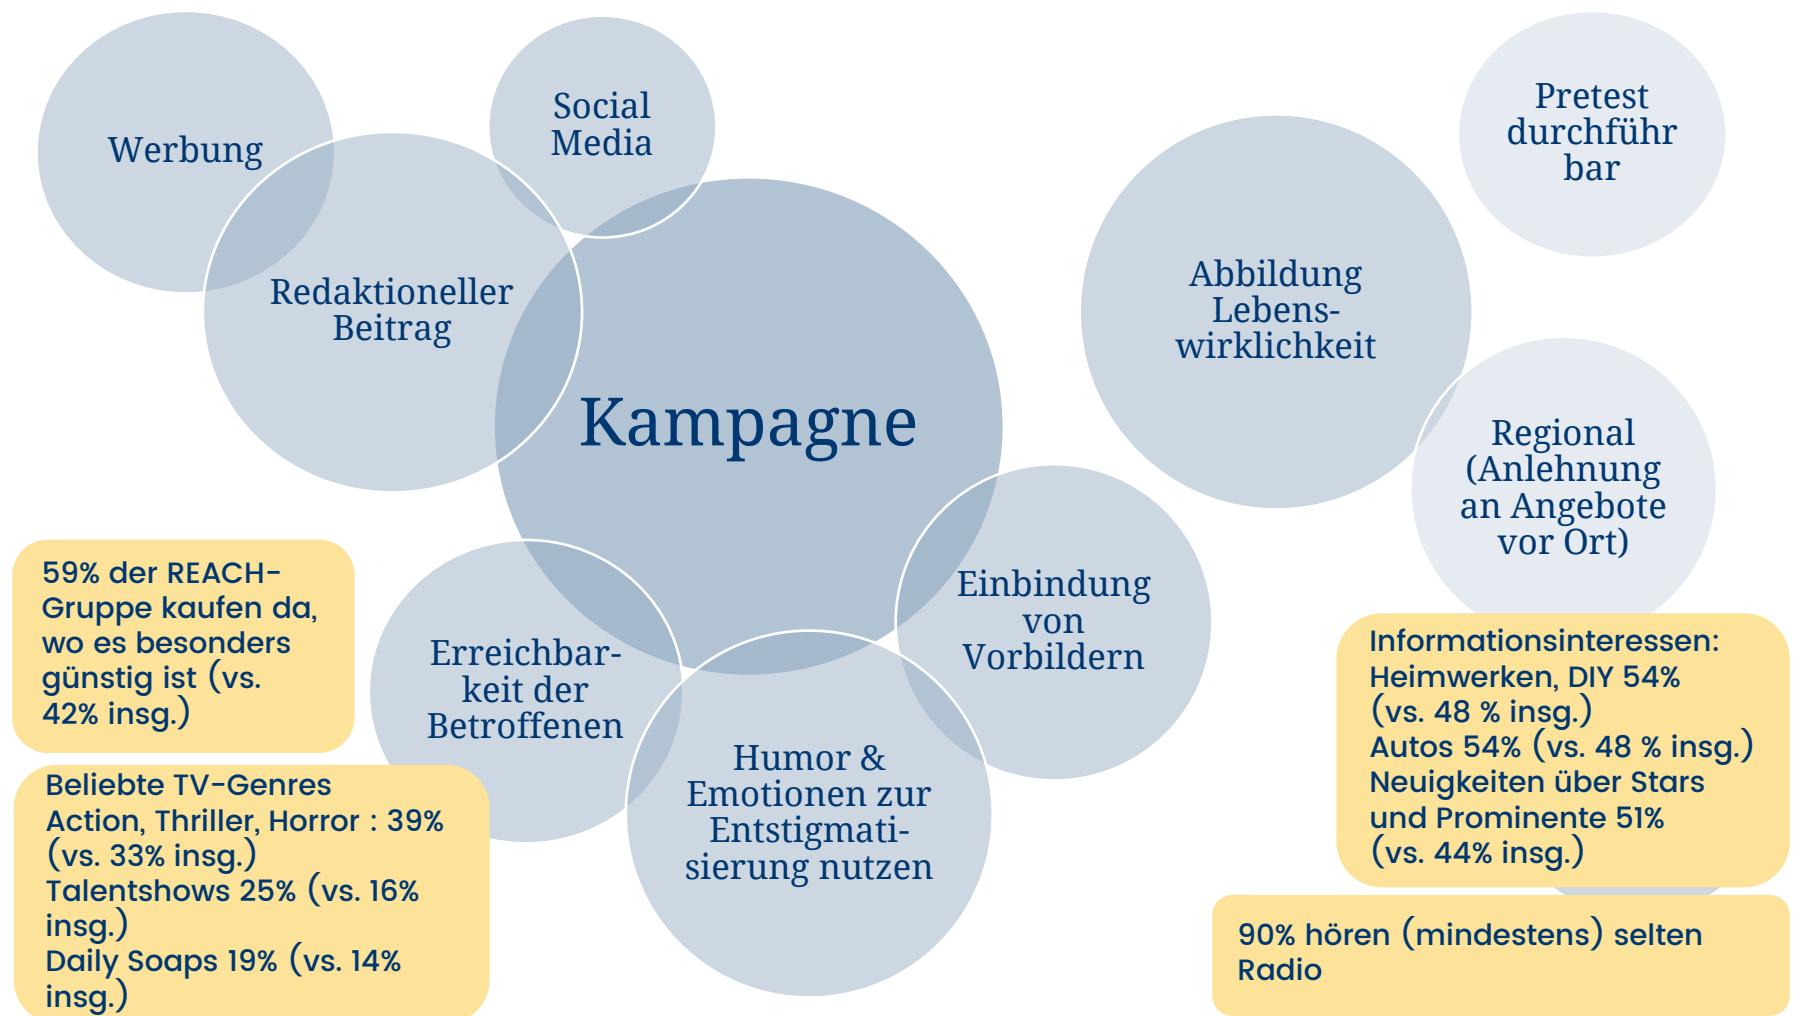 Werbung
Social
Media
Redaktioneller
Beitrag
Kampagne
Abbildung
Lebens-
wirklichkeit
Pretest
durchführ
bar
Regional
(Anlehnung
an Angebote
vor Ort)
Einbindung
von
Vorbildern
Erreichbar-
keit der
Betroffenen
Humor &
Emotionen zur
Entstigmati-
sierung nutzen
59% der REACH-
Gruppe kaufen da,
wo es besonders
günstig ist (vs.
42% insg.)
Beliebte TV-Genres
Action, Thriller, Horror : 39%
(vs. 33% insg.)
Talentshows 25% (vs. 16%
insg.)
Daily Soaps 19% (vs. 14%
insg.)
Informationsinteressen:
Heimwerken, DIY 54%
(vs. 48 % insg.)
Autos 54% (vs. 48 % insg.)
Neuigkeiten über Stars
und Prominente 51%
(vs. 44% insg.)
90% hören (mindestens) selten
Radio